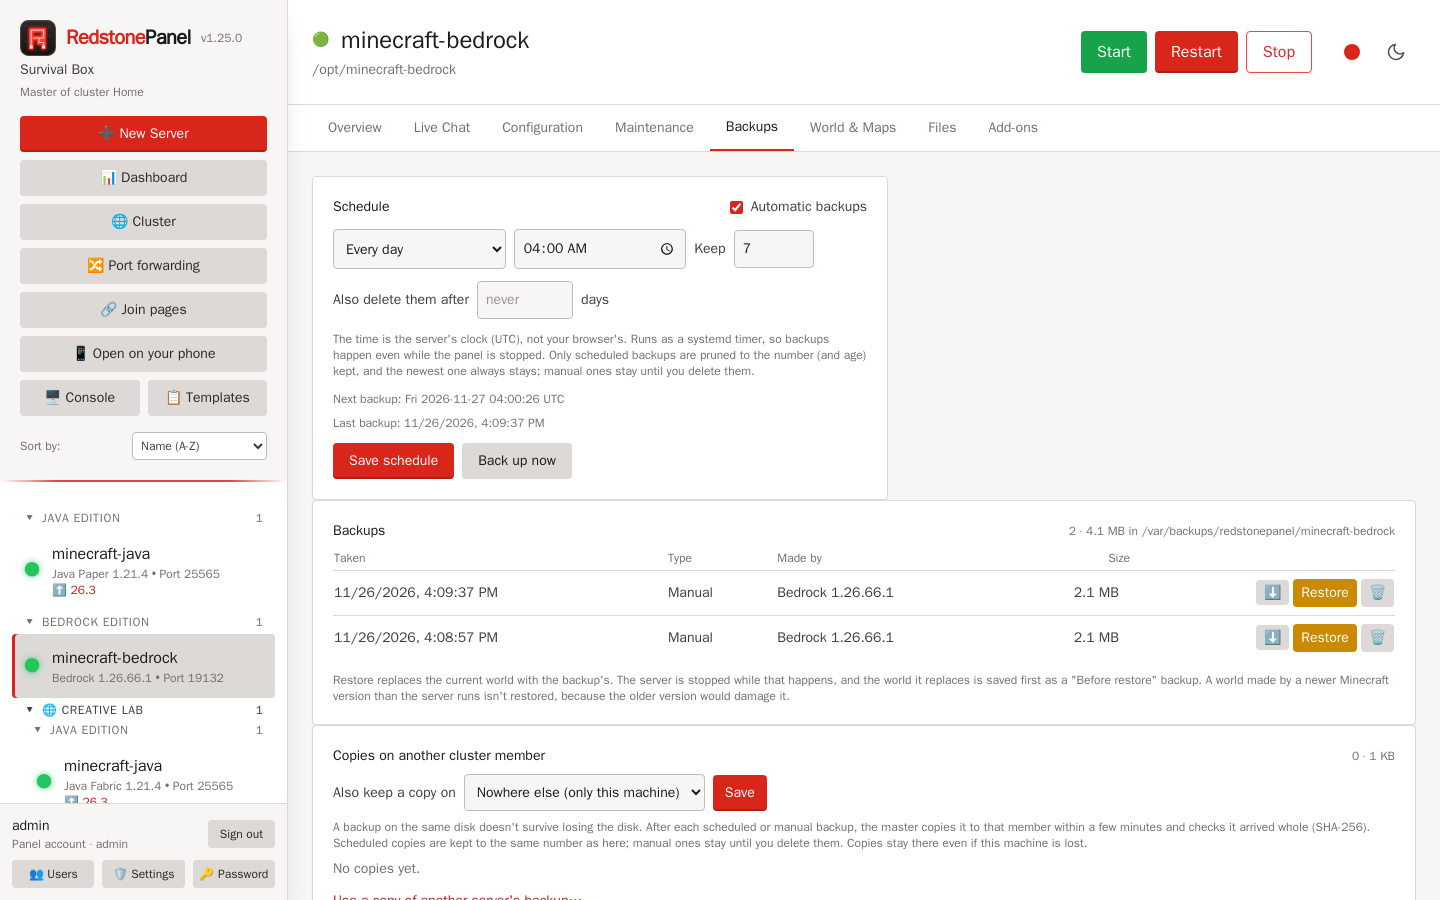 RedstonePanel v1.25.0
Survival Box
Master of cluster Home
New Server
Dashboard
Cluster
Port forwarding
Join pages
Open on your phone
Console
Templates
Sort by:
Name (A-Z)
JAVA EDITION 1
minecraft-java
Java Paper 1.21.4 • Port 25565
26.3
BEDROCK EDITION 1
minecraft-bedrock
Bedrock 1.26.66.1 • Port 19132
CREATIVE LAB 1
JAVA EDITION 1
minecraft-java
Java Fabric 1.21.4 • Port 25565
26.3
admin
Panel account · admin
Sign out
Users
Settings
Password
minecraft-bedrock
/opt/minecraft-bedrock
Start
Restart
Stop
Overview
Live Chat
Configuration
Maintenance
Backups
World & Maps
Files
Add-ons
Schedule
Automatic backups
Every day
04:00 AM
Keep
7
Also delete them after never days
The time is the server's clock (UTC), not your browser's. Runs as a systemd timer, so backups
happen even while the panel is stopped. Only scheduled backups are pruned to the number (and age)
kept, and the newest one always stays; manual ones stay until you delete them.
Next backup: Fri 2026-11-27 04:00:26 UTC
Last backup: 11/26/2026, 4:09:37 PM
Save schedule
Back up now
Backups
2 · 4.1 MB in /var/backups/redstonepanel/minecraft-bedrock
Taken Type Made by Size
11/26/2026, 4:09:37 PM Manual Bedrock 1.26.66.1 2.1 MB Restore
11/26/2026, 4:08:57 PM Manual Bedrock 1.26.66.1 2.1 MB Restore
Restore replaces the current world with the backup's. The server is stopped while that happens, and the world it replaces is saved first as a "Before restore" backup. A world made by a newer Minecraft
version than the server runs isn't restored, because the older version would damage it.
Copies on another cluster member
0 · 1 KB
Also keep a copy on
Nowhere else (only this machine)
Save
A backup on the same disk doesn't survive losing the disk. After each scheduled or manual backup, the master copies it to that member within a few minutes and checks it arrived whole (SHA-256).
Scheduled copies are kept to the same number as here; manual ones stay until you delete them. Copies stay there even if this machine is lost.
No copies yet.
Use a copy of another server's backup…